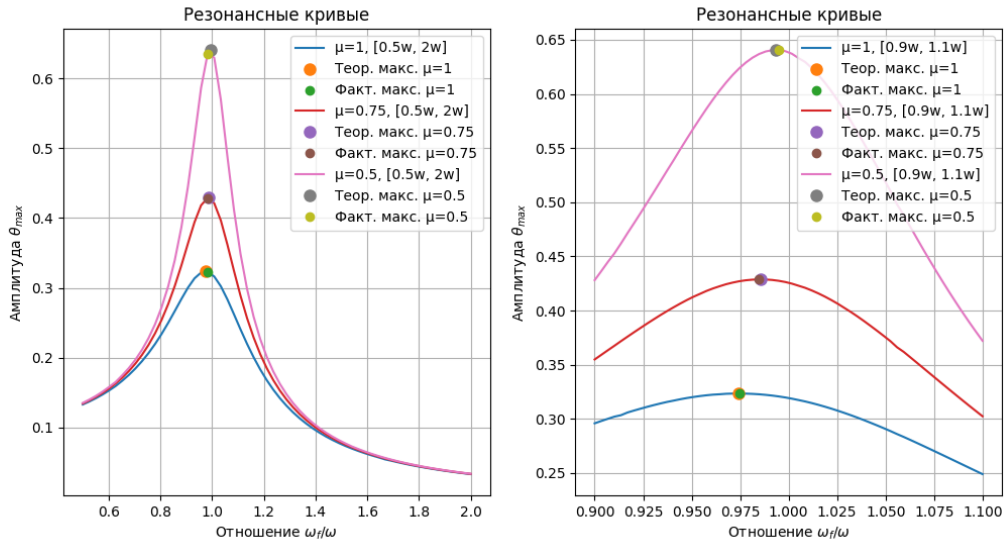 Резонансные кривые
Амплитуда θmax
0.6
0.5
0.4
0.3
0.2
0.1
0.6 0.8 1.0 1.2 1.4 1.6 1.8 2.0
Отношение ωf/ω
μ=1, [0.5w, 2w]
Теор. макс. μ=1
Факт. макс. μ=1
μ=0.75, [0.5w, 2w]
Теор. макс. μ=0.75
Факт. макс. μ=0.75
μ=0.5, [0.5w, 2w]
Теор. макс. μ=0.5
Факт. макс. μ=0.5
Резонансные кривые
Амплитуда θmax
0.65
0.60
0.55
0.50
0.45
0.40
0.35
0.30
0.25
0.900 0.925 0.950 0.975 1.000 1.025 1.050 1.075 1.100
Отношение ωf/ω
μ=1, [0.9w, 1.1w]
Теор. макс. μ=1
Факт. макс. μ=1
μ=0.75, [0.9w, 1.1w]
Теор. макс. μ=0.75
Факт. макс. μ=0.75
μ=0.5, [0.9w, 1.1w]
Теор. макс. μ=0.5
Факт. макс. μ=0.5